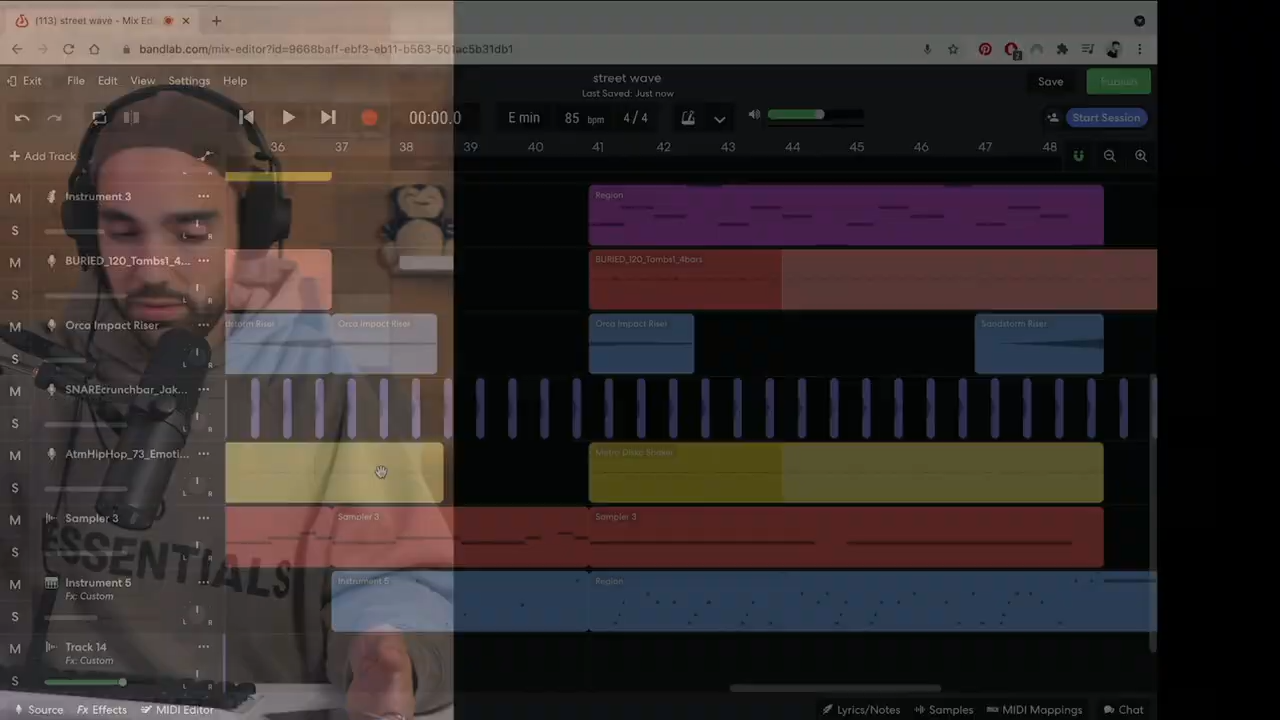 (113) street wave - Mix Ed
bandlab.com/mix-editor?id=9668baff-ebf3-eb11-b563-501ac5b31db1
2
Exit File Edit View Settings Help
street wave
Last Saved: Just now
Save Publish
00:00.0 E min 85 bpm 4 / 4
Start Session
+ Add Track
36 37 38 39 40 41 42 43 44 45 46 47 48
M Instrument 3 ...
Region
S L R
M BURIED_120_Tambs1_4... ...
BURIED_120_Tambs1_4bars
S L R
M Orca Impact Riser ...
dstorm Riser Orca Impact Riser Orca Impact Riser Sandstorm Riser
S L R
M SNAREcrunchbar_Jak... ...
S L R
M AtmHipHop_73_Emoti... ...
Metro Disco Shaker
S L R
M Sampler 3 ...
Sampler 3 Sampler 3
S L R
M Instrument 5 ...
Fx: Custom
Instrument 5 Region
S L R
M Track 14 ...
Fx: Custom
S L R
ESSENTIALS
Source Fx Effects MIDI Editor
Lyrics/Notes Samples MIDI Mappings Chat